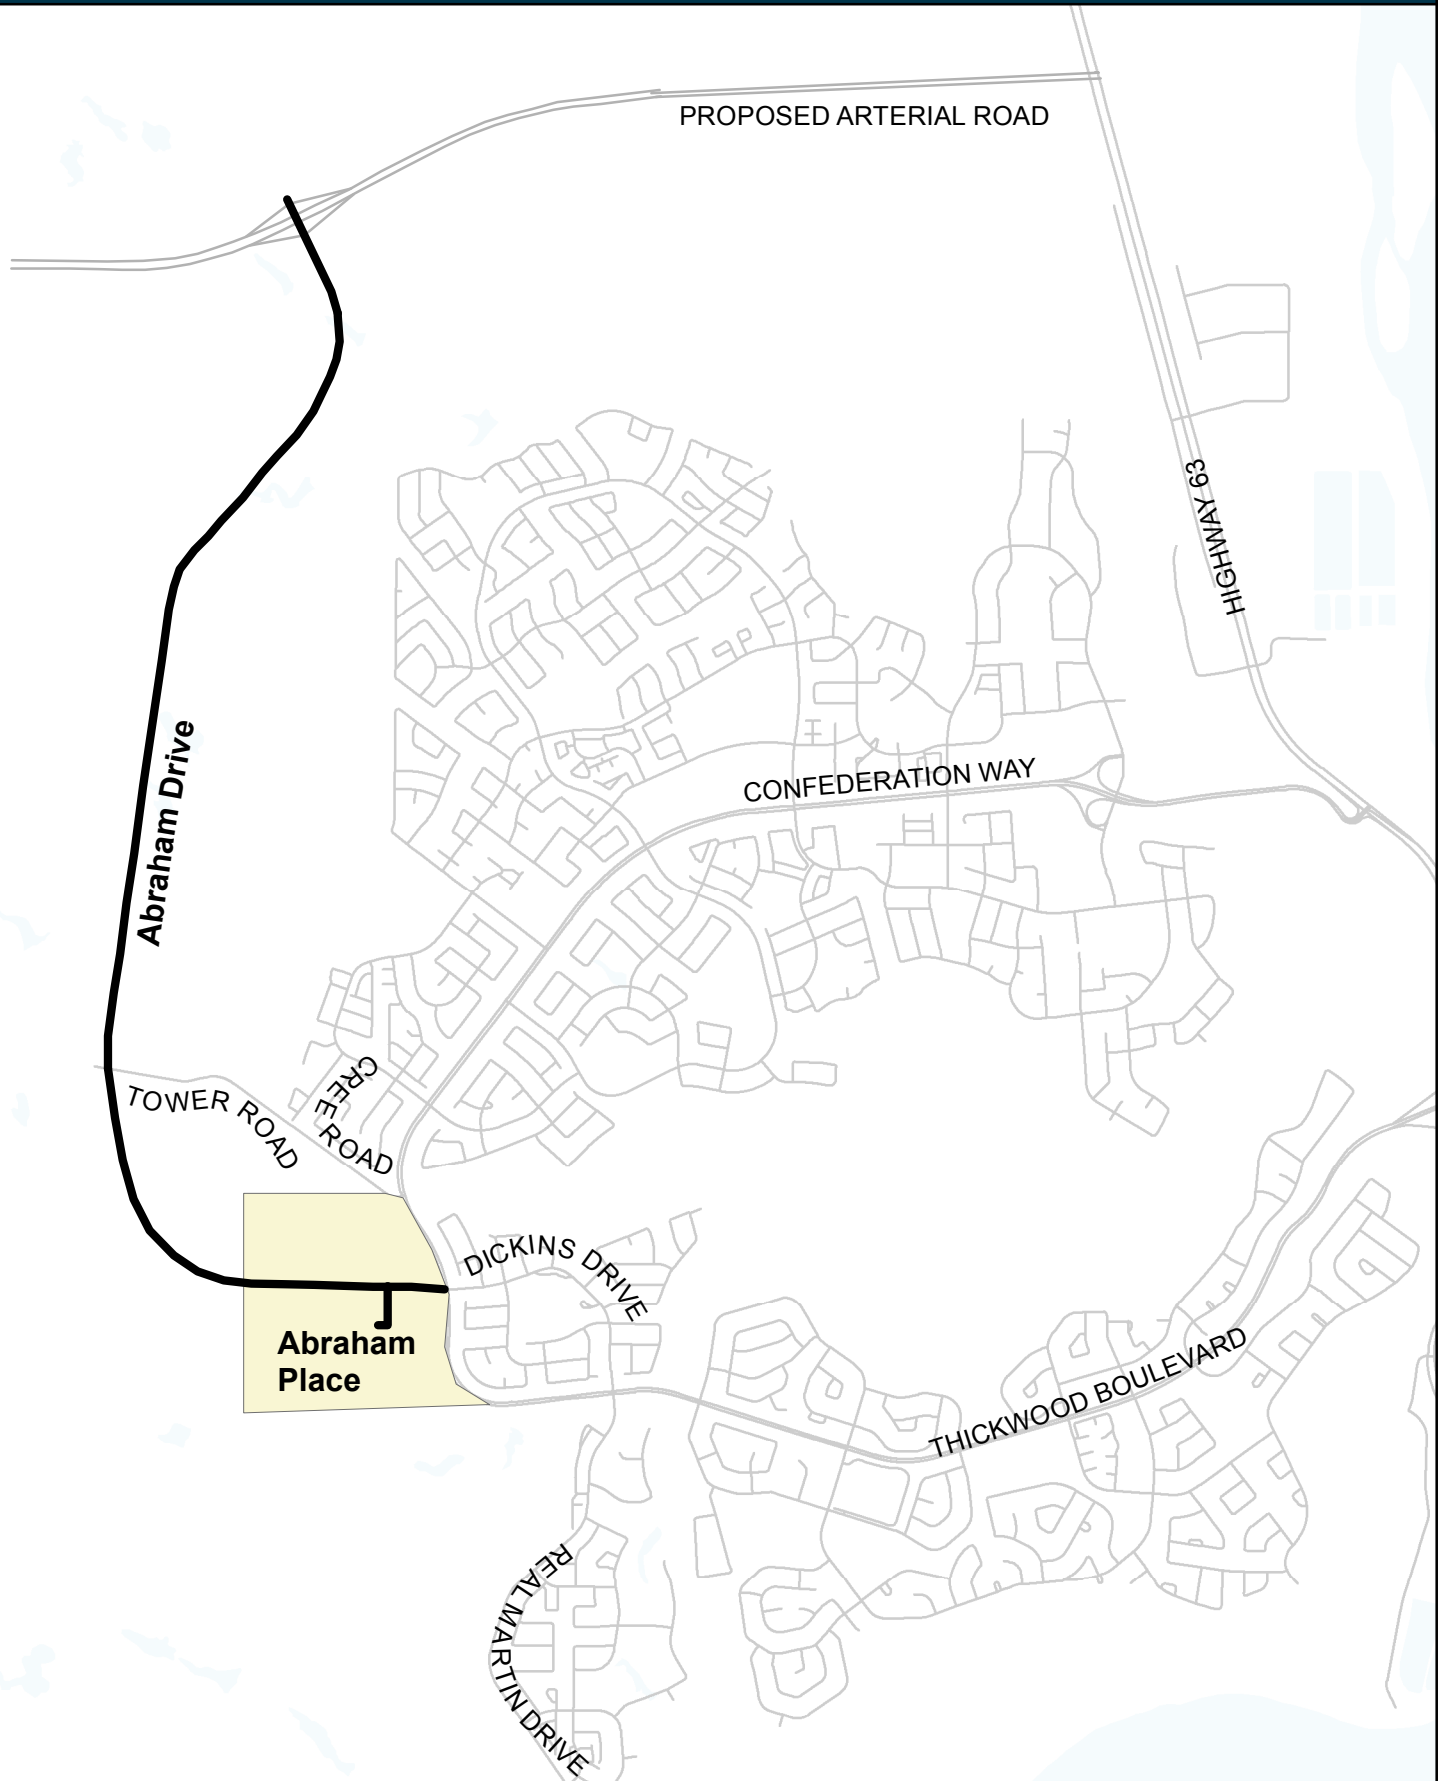 PROPOSED ARTERIAL ROAD
HIGHWAY 63
Abraham Drive
CONFEDERATION WAY
CREE ROAD
TOWER ROAD
DICKINS DRIVE
Abraham
Place
THICKWOOD BOULEVARD
REAL MARTIN DRIVE